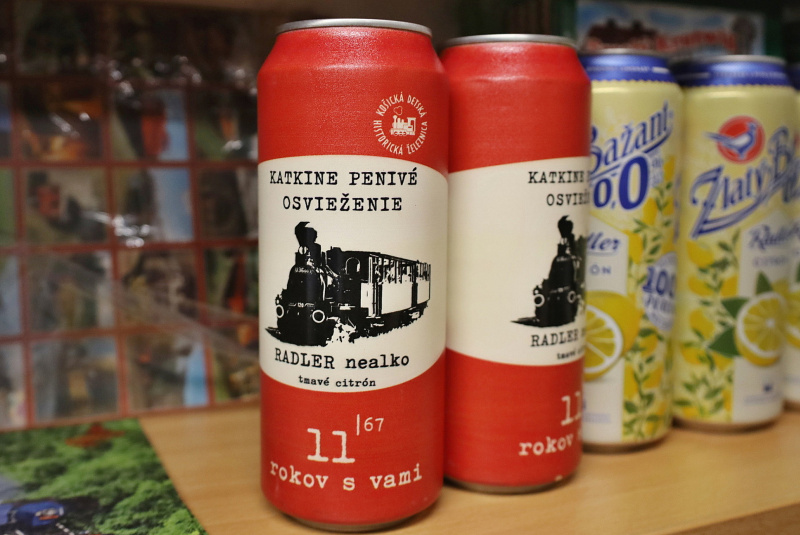 KOŠICKÁ DETSKÁ
HISTORICKÁ ŽELEZNICA
KATKINE PENIVÉ
OSVIEŽENIE
RADLER nealko
tmavé citrón
11|67
rokov s vami
KATKINE
RADLER
tmavé
11
rokov s
Bažant
0,0%
Zlatý